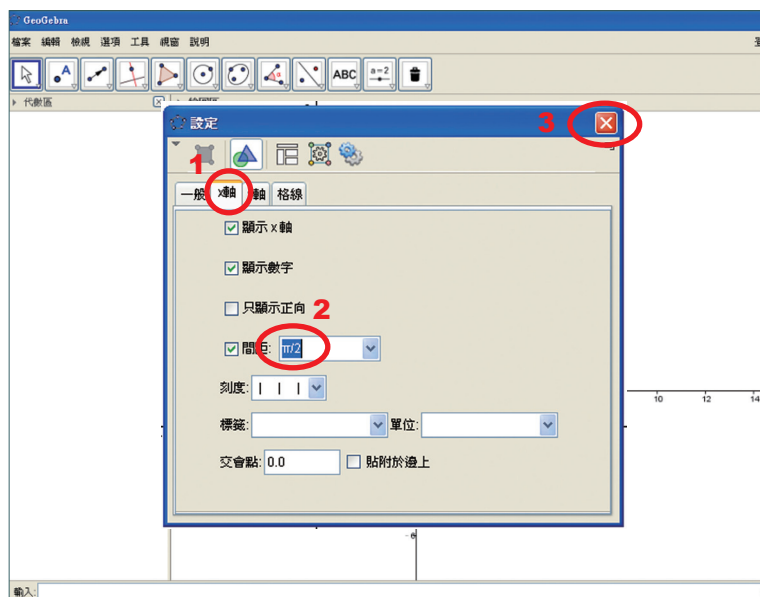 GeoGebra
檔案 編輯 檢視 選項 工具 視窗 說明
A
α
ABC
a=2
代數區
設定
3
1
一般 x軸 軸 格線
顯示 x 軸
顯示數字
只顯示正向
2
間距: π/2
刻度:
標籤: 單位:
交會點: 0.0 貼附於邊上
10 12 14
輸入: